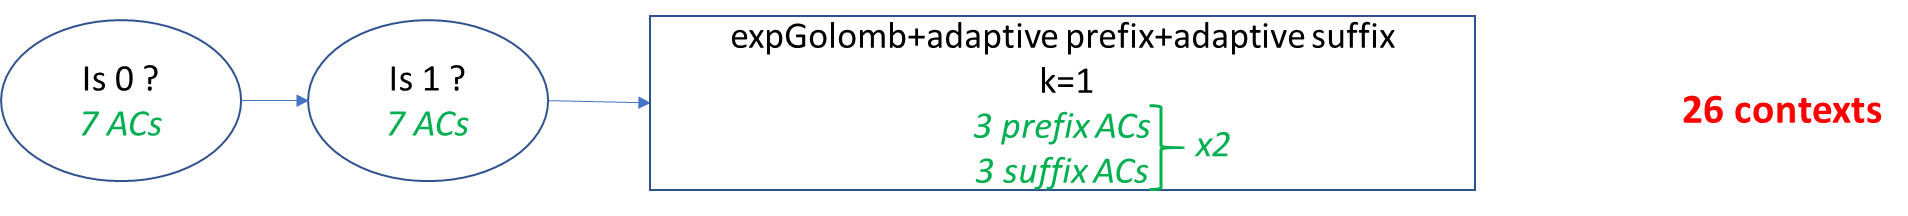 Is 0 ?
7 ACs
Is 1 ?
7 ACs
expGolomb+adaptive prefix+adaptive suffix
k=1
3 prefix ACs
3 suffix ACs
x2
26 contexts